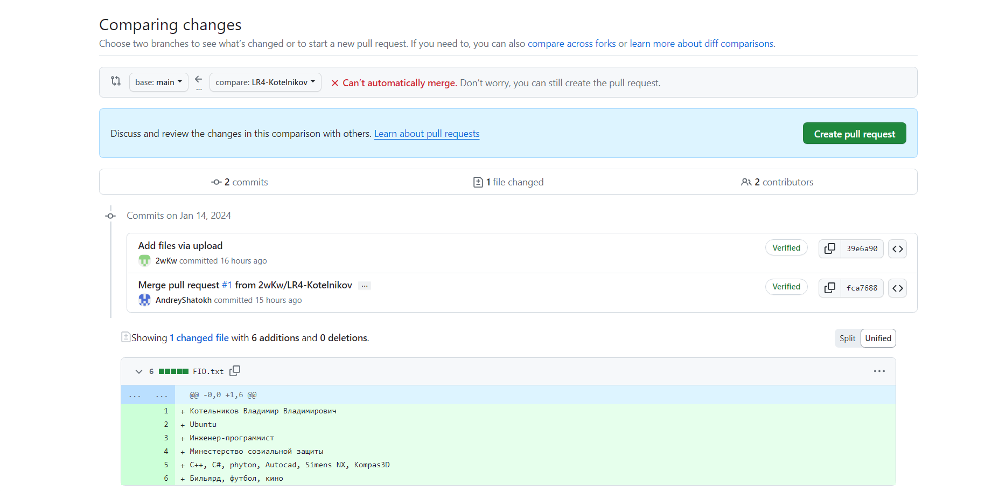 Comparing changes
Choose two branches to see what's changed or to start a new pull request. If you need to, you can also compare across forks or learn more about diff comparisons.
base: main ← ... compare: LR4-Kotelnikov × Can't automatically merge. Don't worry, you can still create the pull request.
Discuss and review the changes in this comparison with others. Learn about pull requests
Create pull request
2 commits
1 file changed
2 contributors
Commits on Jan 14, 2024
Add files via upload
2wKw committed 16 hours ago
Verified
39e6a90
Merge pull request #1 from 2wKw/LR4-Kotelnikov ...
AndreyShatokh committed 15 hours ago
Verified
fca7688
Showing 1 changed file with 6 additions and 0 deletions.
Split Unified
6 FIO.txt
... ... @@ -0,0 +1,6 @@
1 + Котельников Владимир Владимирович
2 + Ubuntu
3 + Инженер-программист
4 + Министерство созиальной защиты
5 + C++, C#, phyton, Autocad, Simens NX, Kompas3D
6 + Бильярд, футбол, кино